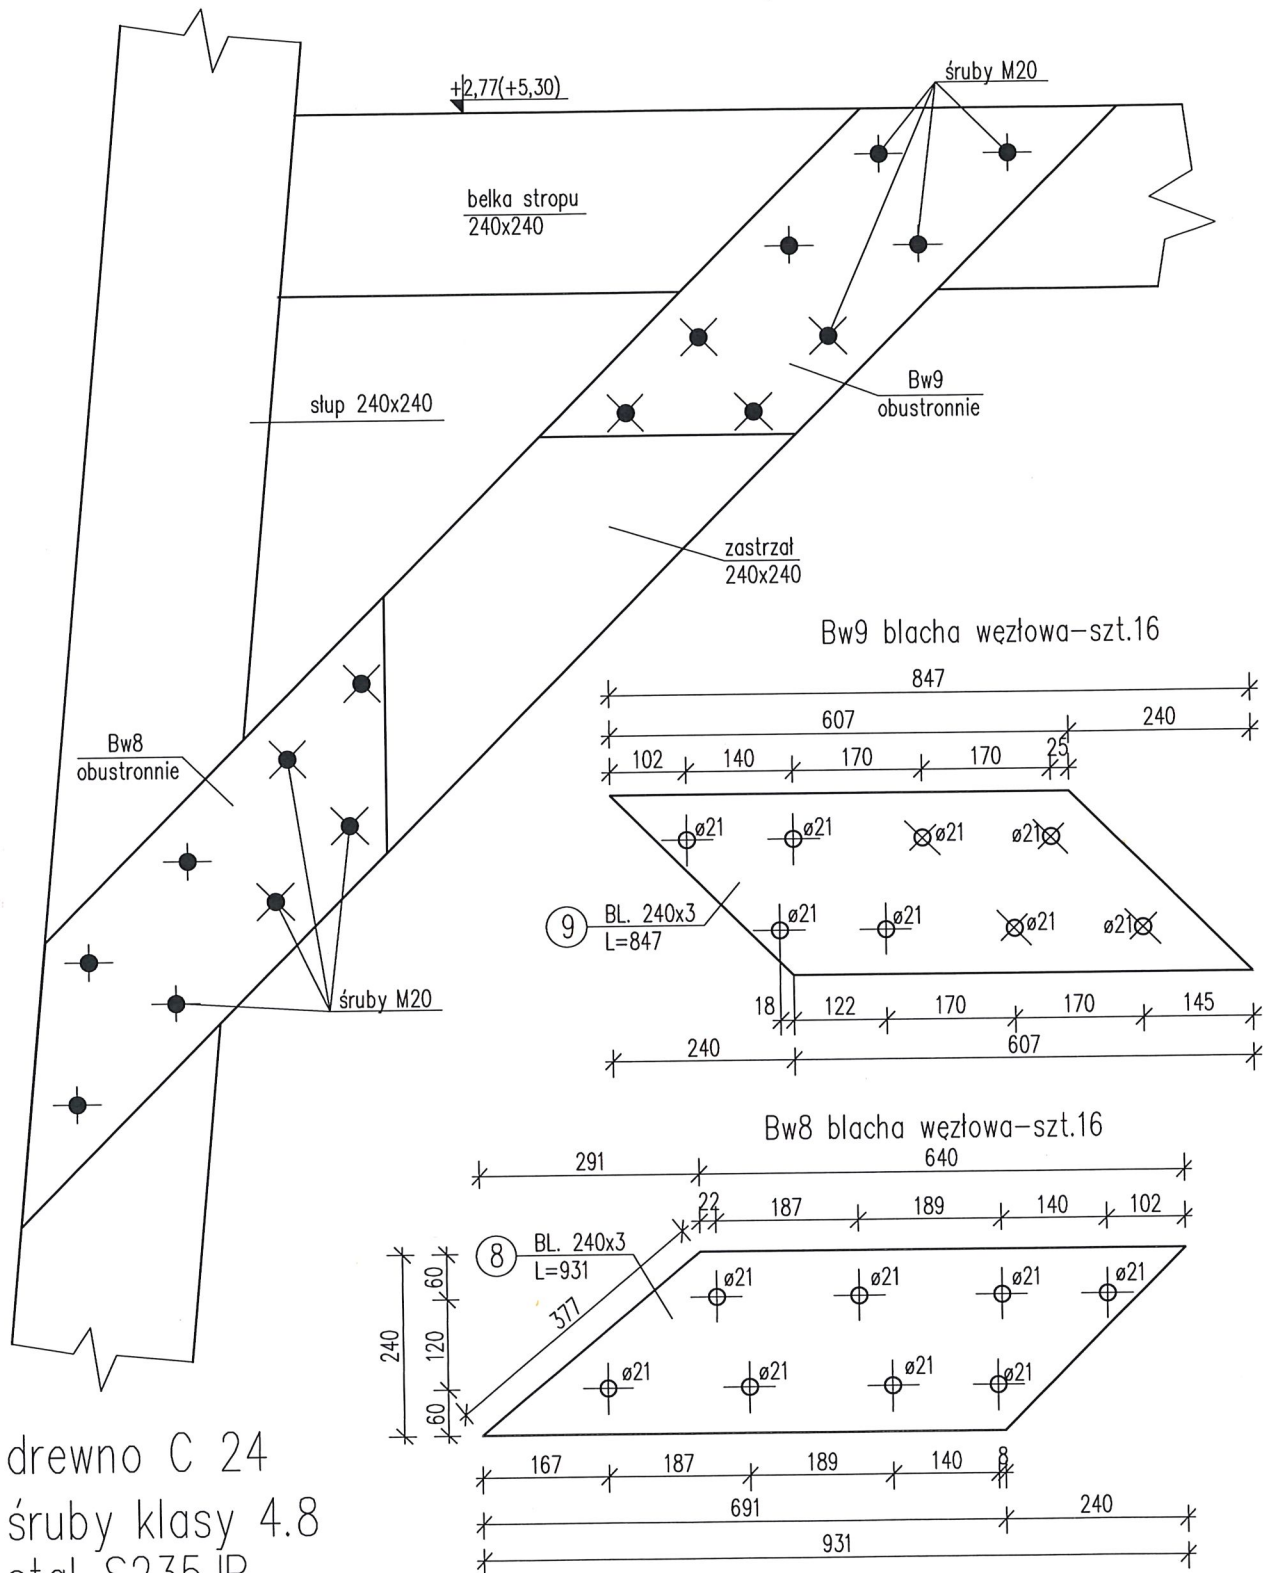 +2,77(+5,30)
śruby M20
belka stropu
240x240
słup 240x240
Bw9
obustronnie
zastrzał
240x240
Bw8
obustronnie
śruby M20
Bw9 blacha węzłowa-szt.16
847
607 240
102 140 170 170 25
ø21 ø21 ø21 ø21
9 BL. 240x3
L=847
ø21 ø21 ø21 ø21
18 122 170 170 145
240 607
Bw8 blacha węzłowa-szt.16
291 640
22 187 189 140 102
8 BL. 240x3
L=931
377
240
60
120
60
ø21 ø21 ø21 ø21
ø21 ø21 ø21 ø21
167 187 189 140 8
691 240
931
drewno C 24
śruby klasy 4.8
stal S235JR